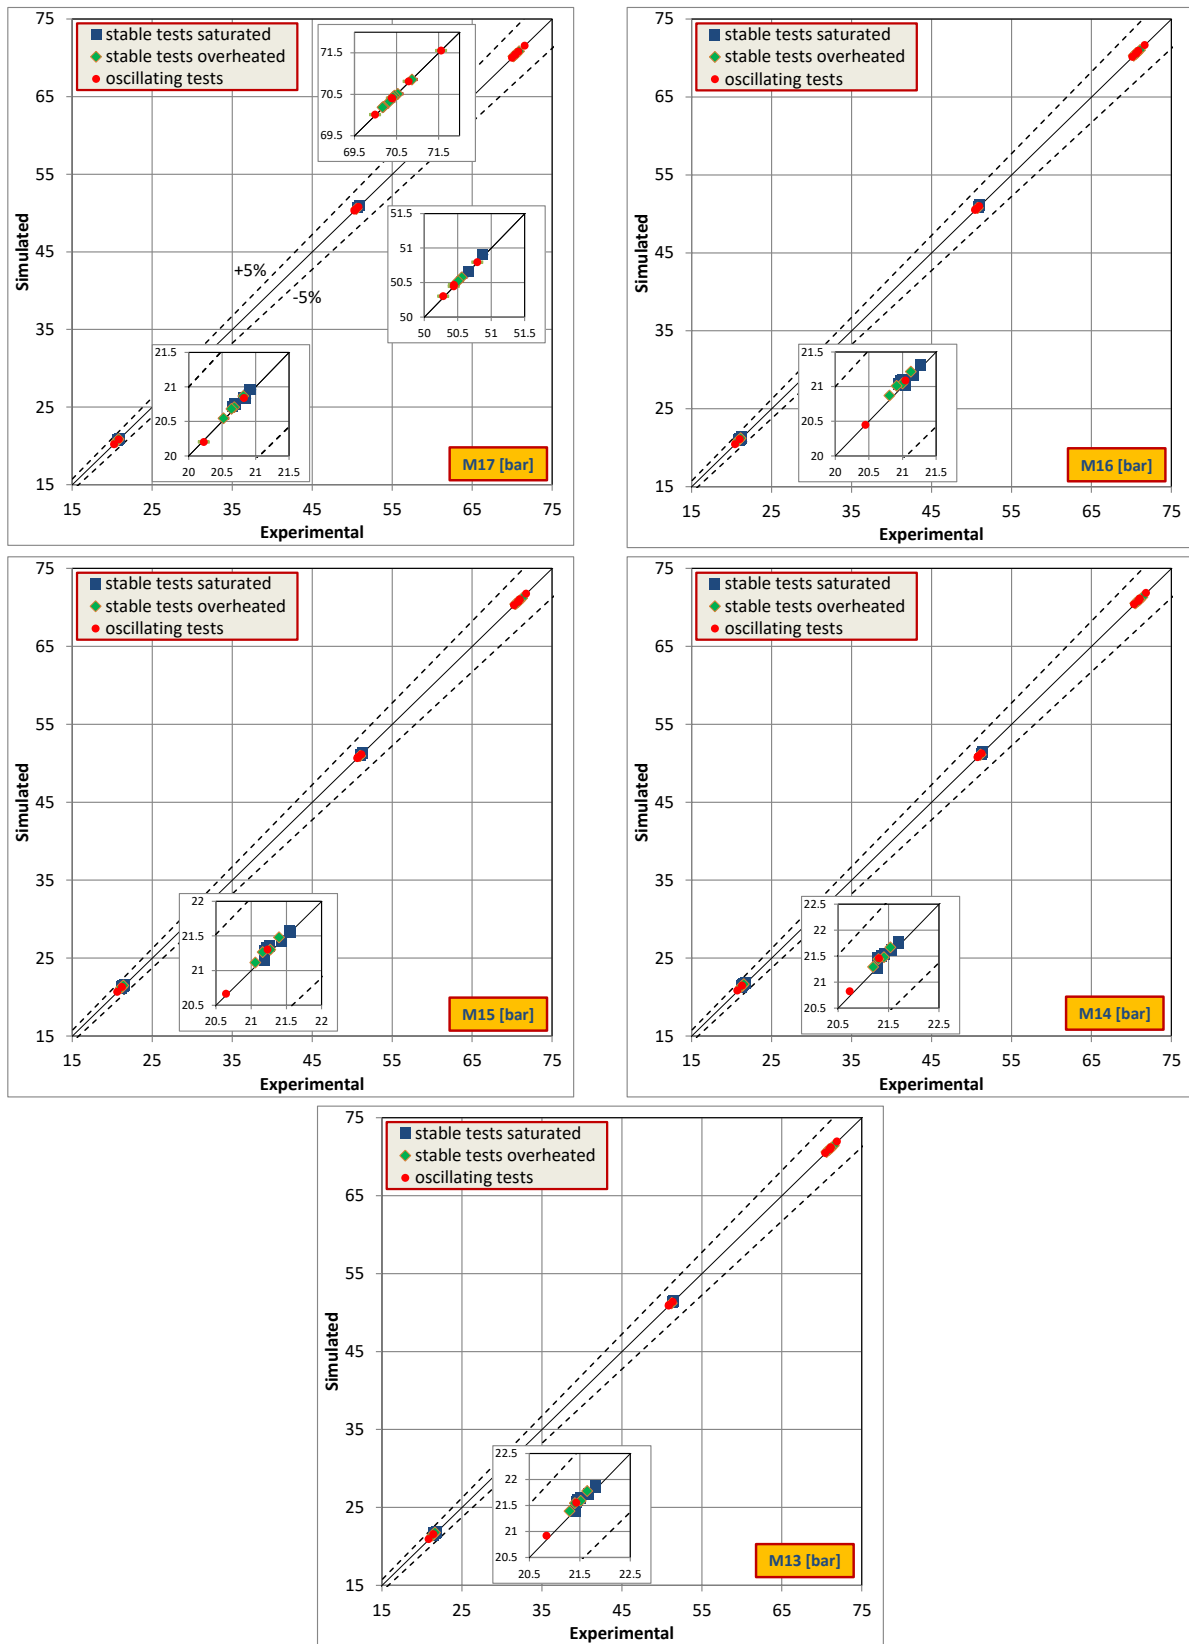 75
65
55
45
35
25
15
Simulated
stable tests saturated
stable tests overheated
oscillating tests
71.5
70.5
69.5
69.5 70.5 71.5
51.5
51
50.5
50
50 50.5 51 51.5
+5%
-5%
21.5
21
20.5
20
20 20.5 21 21.5
M17 [bar]
15 25 35 45 55 65 75
Experimental
75
65
55
45
35
25
15
Simulated
stable tests saturated
stable tests overheated
oscillating tests
21.5
21
20.5
20
20 20.5 21 21.5
M16 [bar]
15 25 35 45 55 65 75
Experimental
75
65
55
45
35
25
15
Simulated
stable tests saturated
stable tests overheated
oscillating tests
22
21.5
21
20.5
20.5 21 21.5 22
M15 [bar]
15 25 35 45 55 65 75
Experimental
75
65
55
45
35
25
15
Simulated
stable tests saturated
stable tests overheated
oscillating tests
22.5
22
21.5
21
20.5
20.5 21.5 22.5
M14 [bar]
15 25 35 45 55 65 75
Experimental
75
65
55
45
35
25
15
Simulated
stable tests saturated
stable tests overheated
oscillating tests
22.5
22
21.5
21
20.5
20.5 21.5 22.5
M13 [bar]
15 25 35 45 55 65 75
Experimental